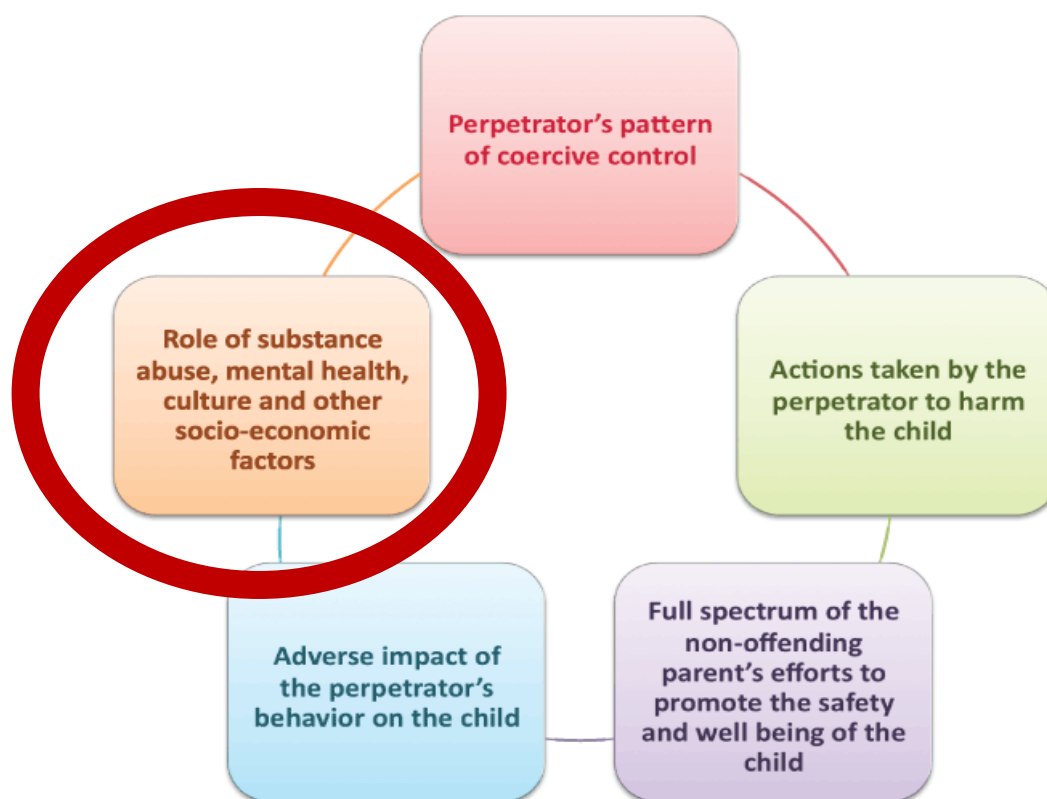 Perpetrator's pattern
of coercive control
Actions taken by the
perpetrator to harm
the child
Full spectrum of the
non-offending
parent's efforts to
promote the safety
and well being of the
child
Adverse impact of
the perpetrator's
behavior on the child
Role of substance
abuse, mental health,
culture and other
socio-economic
factors